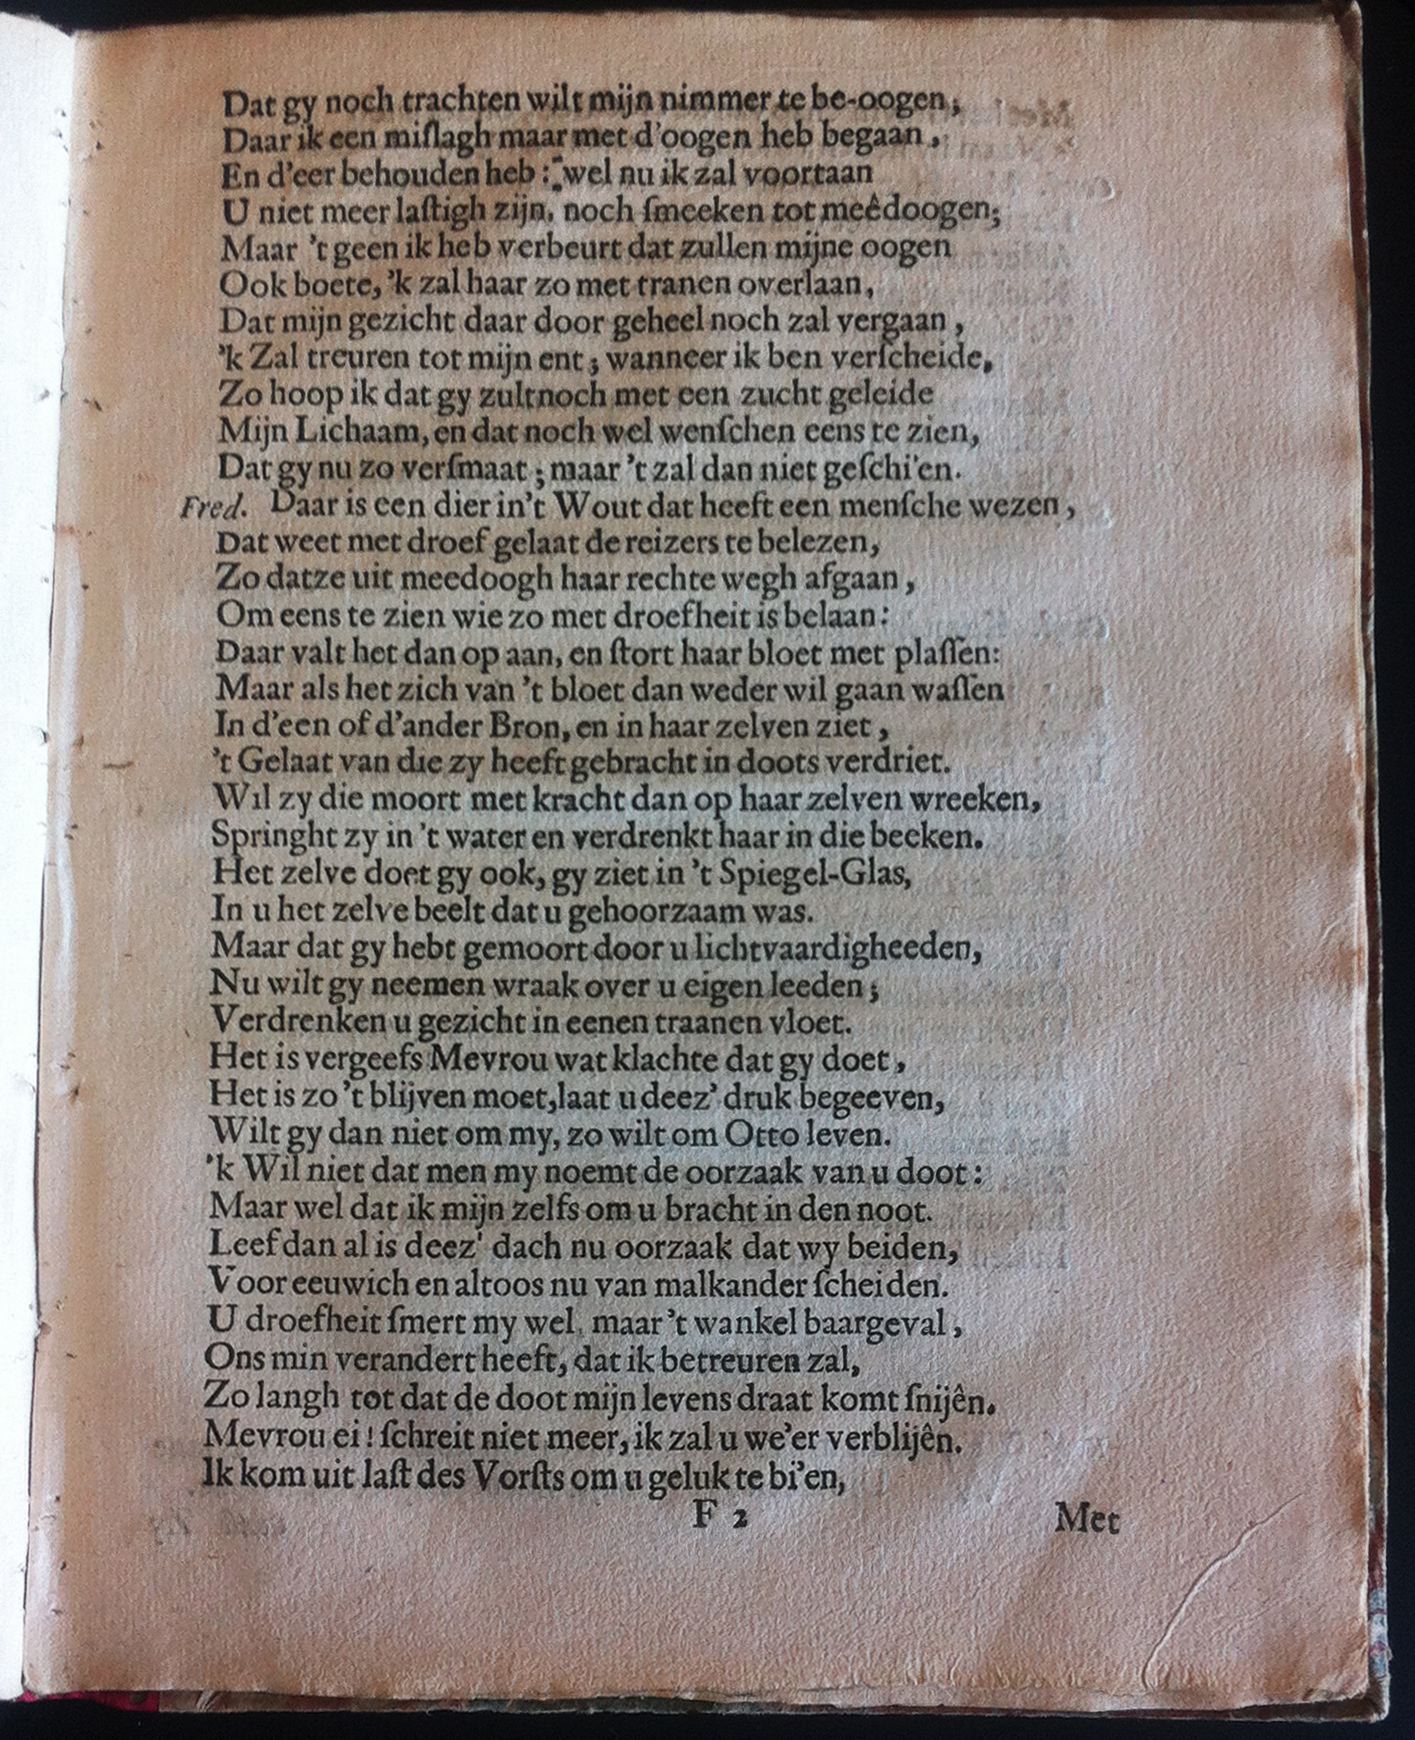 Dat gy noch trachten wilt mijn nimmer te be-oogen;
Daar ik een miſlagh maar met d'oogen heb begaan,
En d'eer behouden heb: wel nu ik zal voortaan
U niet meer laſtigh zijn, noch ſmeeken tot meêdoogen;
Maar 't geen ik heb verbeurt dat zullen mijne oogen
Ook boete, 'k zal haar zo met tranen overlaan,
Dat mijn gezicht daar door geheel noch zal vergaan,
'k Zal treuren tot mijn ent; wanneer ik ben verſcheide,
Zo hoop ik dat gy zult noch met een zucht geleide
Mijn Lichaam, en dat noch wel wenſchen eens te zien,
Dat gy nu zo verſmaat; maar 't zal dan niet geſchi'en.
Fred. Daar is een dier in't Wout dat heeft een menſche wezen,
Dat weet met droef gelaat de reizers te belezen,
Zo datze uit meedoogh haar rechte wegh afgaan,
Om eens te zien wie zo met droefheit is belaan:
Daar valt het dan op aan, en ſtort haar bloet met plaſſen:
Maar als het zich van 't bloet dan weder wil gaan waſſen
In d'een of d'ander Bron, en in haar zelven ziet,
't Gelaat van die zy heeft gebracht in doots verdriet.
Wil zy die moort met kracht dan op haar zelven wreeken,
Springht zy in 't water en verdrenkt haar in die beeken.
Het zelve doet gy ook, gy ziet in 't Spiegel-Glas,
In u het zelve beelt dat u gehoorzaam was.
Maar dat gy hebt gemoort door u lichtvaardigheeden,
Nu wilt gy neemen wraak over u eigen leeden;
Verdrenken u gezicht in eenen traanen vloet.
Het is vergeefs Mevrou wat klachte dat gy doet,
Het is zo 't blijven moet, laat u deez' druk begeeven,
Wilt gy dan niet om my, zo wilt om Otto leven.
'k Wil niet dat men my noemt de oorzaak van u doot:
Maar wel dat ik mijn zelfs om u bracht in den noot.
Leef dan al is deez' dach nu oorzaak dat wy beiden,
Voor eeuwich en altoos nu van malkander ſcheiden.
U droefheit ſmert my wel, maar 't wankel baar geval,
Ons min verandert heeft, dat ik betreuren zal,
Zo langh tot dat de doot mijn levens draat komt ſnijên.
Mevrou ei! ſchreit niet meer, ik zal u we'er verblijên.
Ik kom uit laſt des Vorſts om u geluk te bi'en,
F 2 Met